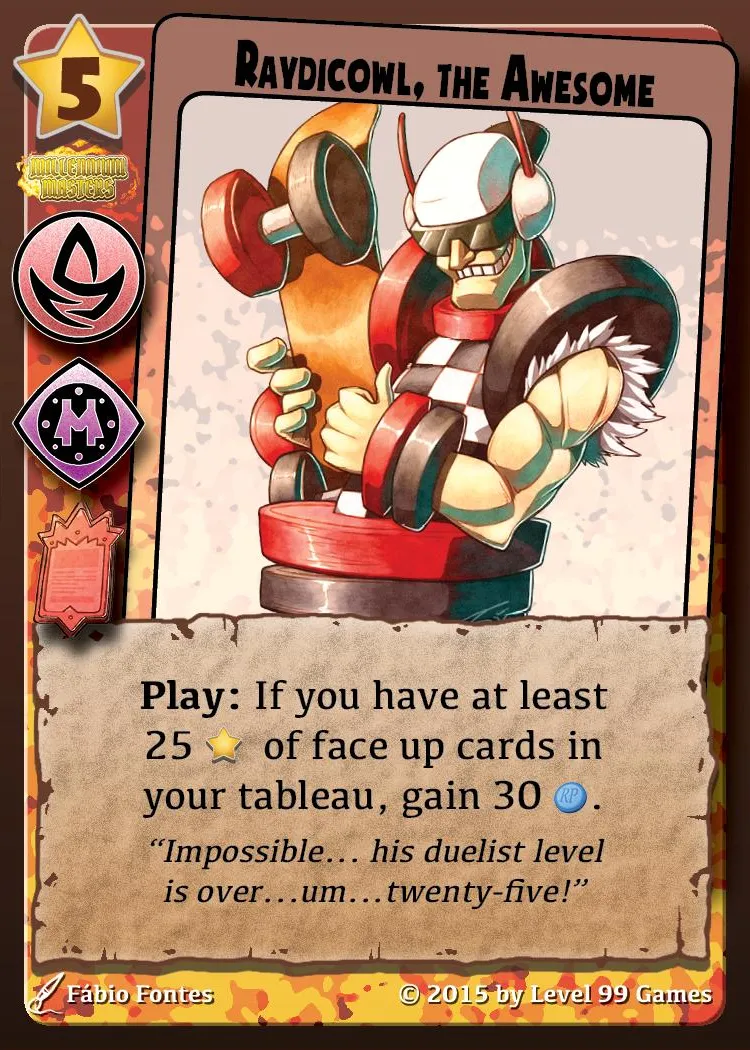 5
Raydicowl, the Awesome
Millennium
Masters
M
Play: If you have at least
25 of face up cards in
your tableau, gain 30 RP.
“Impossible... his duelist level
is over...um...twenty-five!”
Fábio Fontes
© 2015 by Level 99 Games